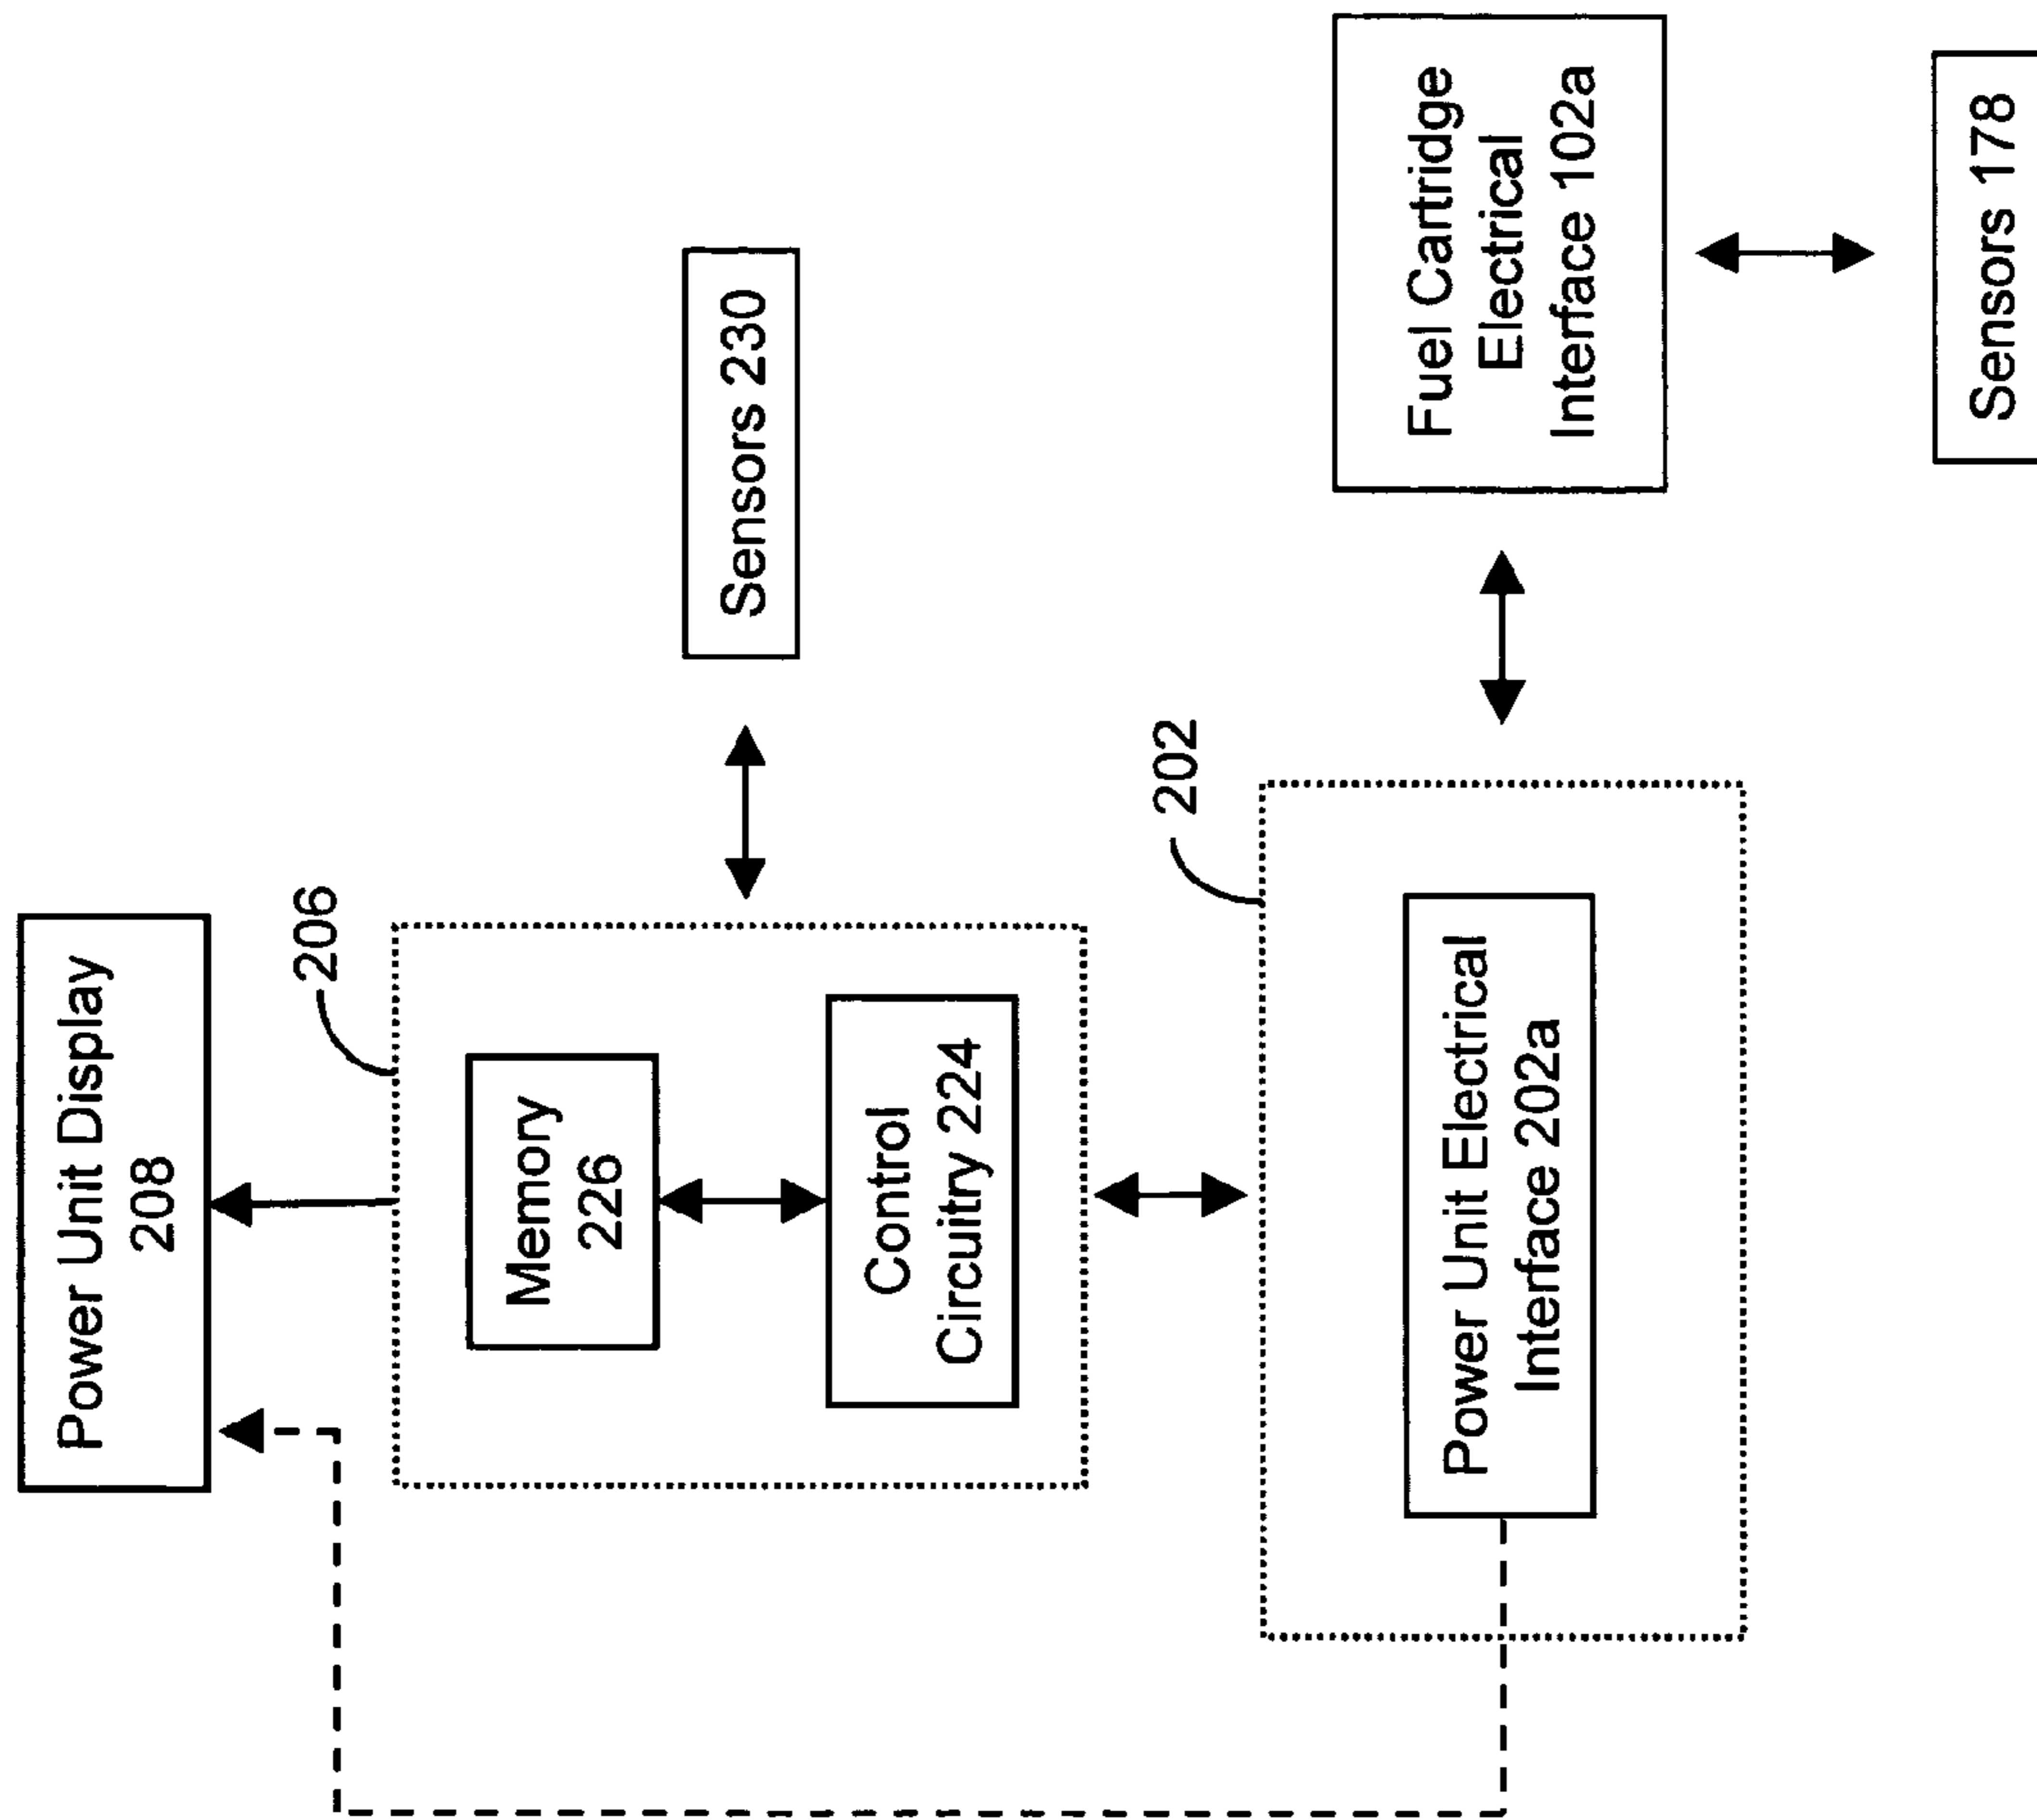 Power Unit Display
208
206
Memory
226
Control
Circuitry 224
Sensors 230
202
Power Unit Electrical
Interface 202a
Fuel Cartridge
Electrical
Interface 102a
Sensors 178